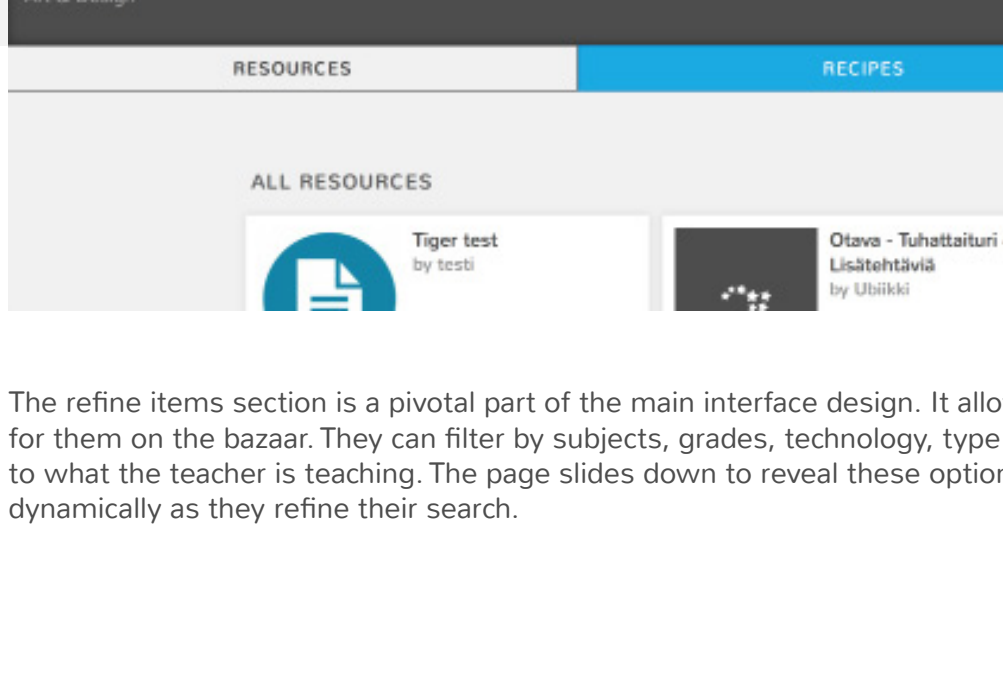 Art & Design
RESOURCES
RECIPES
ALL RESOURCES
Tiger test
by testi
Otava - Tuhattaituri
Lisätehtäviä
by Ubiikki
The refine items section is a pivotal part of the main interface design. It allo
for them on the bazaar. They can filter by subjects, grades, technology, type
to what the teacher is teaching. The page slides down to reveal these option
dynamically as they refine their search.